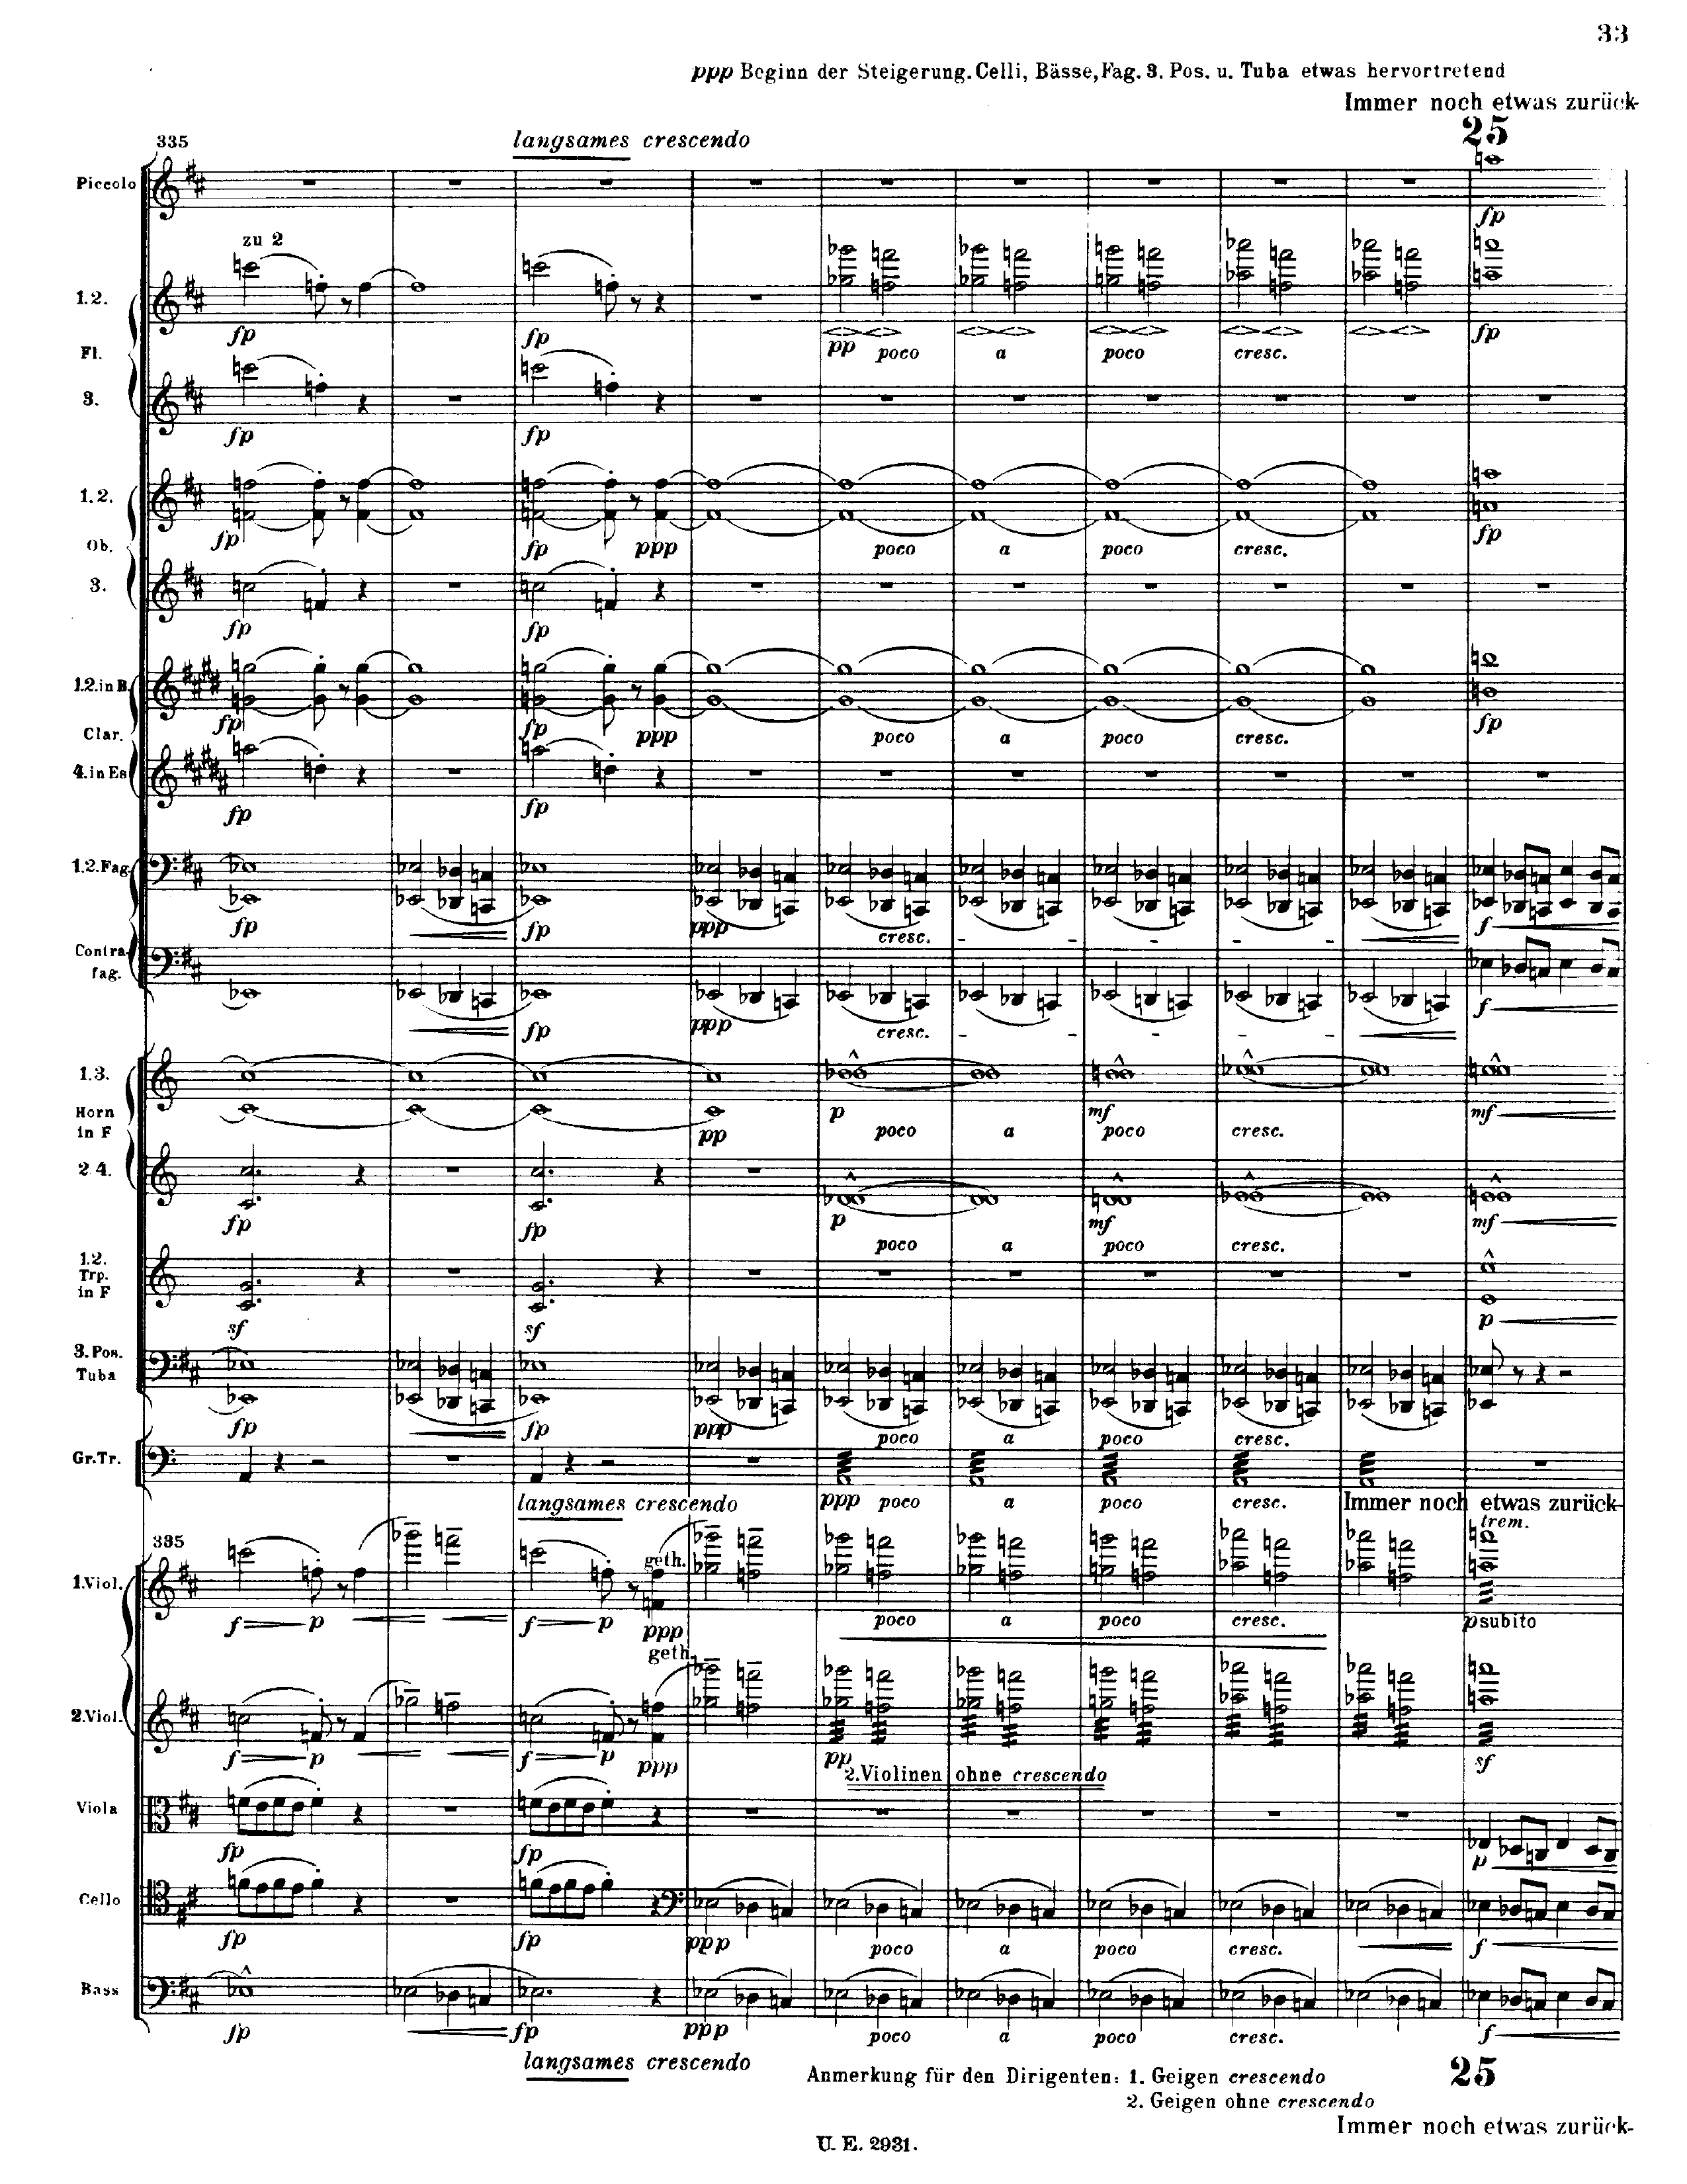 33
ppp Beginn der Steigerung. Celli, Bässe, Fag. 3. Pos. u. Tuba etwas hervortretend
Immer noch etwas zurück-
25
335
langsames crescendo
Piccolo
fp
zu 2
1.2.
fp fp pp poco a poco cresc. fp
Fl.
3.
fp fp
1.2.
fp fp ppp poco a poco cresc. fp
Ob.
3.
fp fp
1.2. in B
fp fp ppp poco a poco cresc. fp
Clar.
4. in Es
fp fp
1.2. Fag.
fp fp ppp cresc. - - - - - f
Contra-
fag.
fp ppp cresc. - - - - f
1.3.
pp p poco a mf poco cresc. mf
Horn
in F
2 4.
fp fp p poco a mf poco cresc. mf
1.2.
Trp.
in F
sf sf p
3. Pos.
Tuba
fp fp ppp poco a poco cresc.
Gr.Tr.
langsames crescendo ppp poco a poco cresc. Immer noch etwas zurück-
trem.
335
geth.
1. Viol.
f p f p ppp poco a poco cresc. p subito
geth.
2. Viol.
f p f p ppp pp sf
2. Violinen ohne crescendo
Viola
fp fp p
Cello
fp fp ppp poco a poco cresc. f
Bass
fp fp ppp poco a poco cresc. f
langsames crescendo
Anmerkung für den Dirigenten: 1. Geigen crescendo
25
2. Geigen ohne crescendo
Immer noch etwas zurück-
U. E. 2931.